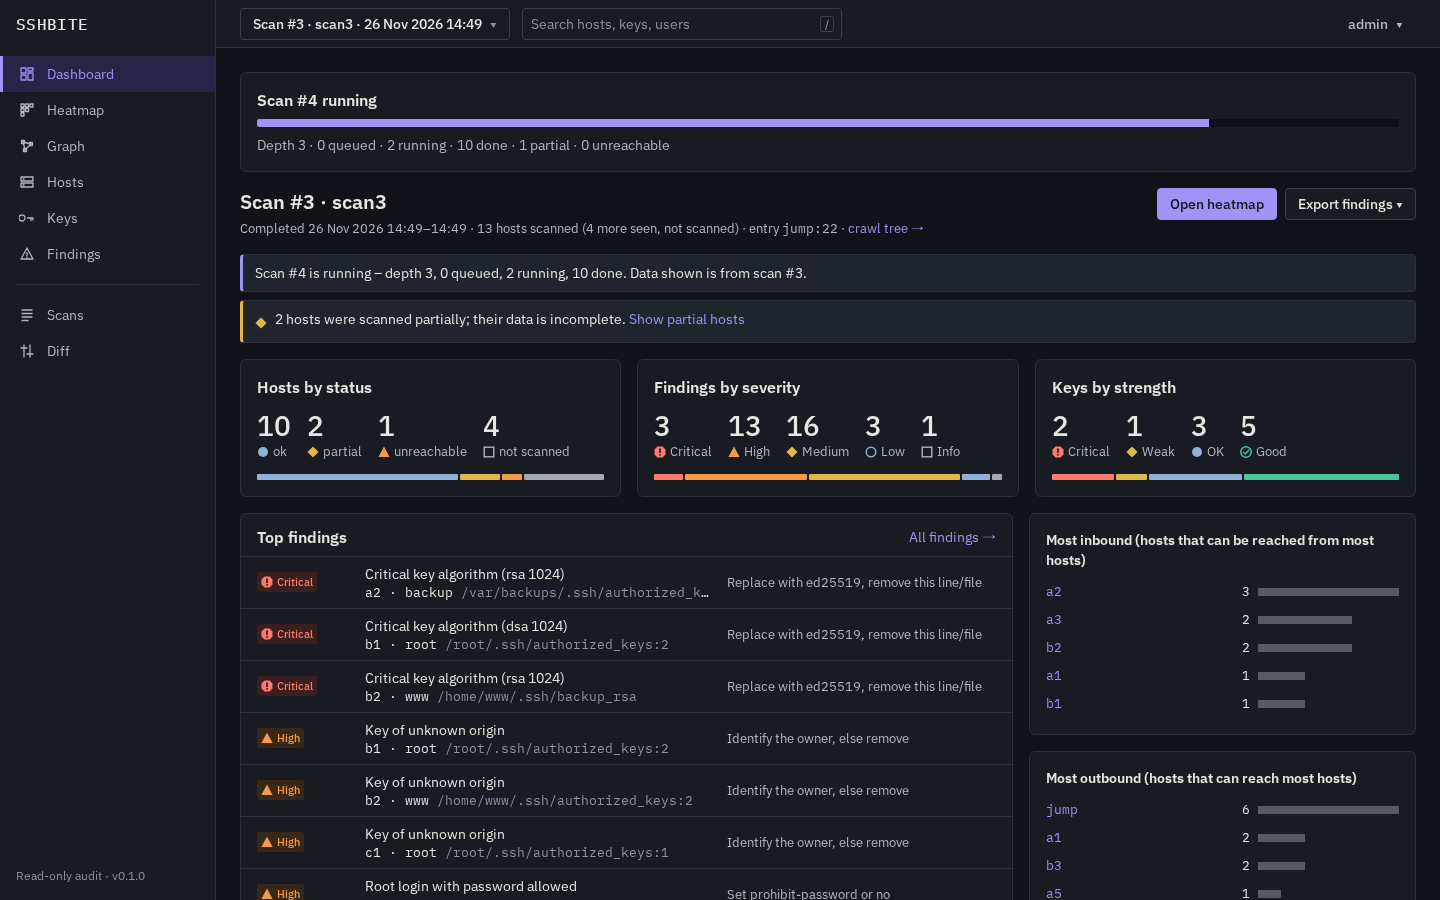 SSHBITE
Scan #3 · scan3 · 26 Nov 2026 14:49 ▾
Search hosts, keys, users
/
admin ▾
Dashboard
Heatmap
Graph
Hosts
Keys
Findings
Scans
Diff
Read-only audit · v0.1.0
Scan #4 running
Depth 3 · 0 queued · 2 running · 10 done · 1 partial · 0 unreachable
Scan #3 · scan3
Completed 26 Nov 2026 14:49–14:49 · 13 hosts scanned (4 more seen, not scanned) · entry jump:22 · crawl tree →
Open heatmap
Export findings ▾
Scan #4 is running – depth 3, 0 queued, 2 running, 10 done. Data shown is from scan #3.
2 hosts were scanned partially; their data is incomplete. Show partial hosts
Hosts by status
10 2 1 4
ok partial unreachable not scanned
Findings by severity
3 13 16 3 1
Critical High Medium Low Info
Keys by strength
2 1 3 5
Critical Weak OK Good
Top findings
All findings →
Critical
Critical key algorithm (rsa 1024)
a2 · backup /var/backups/.ssh/authorized_k…
Replace with ed25519, remove this line/file
Critical
Critical key algorithm (dsa 1024)
b1 · root /root/.ssh/authorized_keys:2
Replace with ed25519, remove this line/file
Critical
Critical key algorithm (rsa 1024)
b2 · www /home/www/.ssh/backup_rsa
Replace with ed25519, remove this line/file
High
Key of unknown origin
b1 · root /root/.ssh/authorized_keys:2
Identify the owner, else remove
High
Key of unknown origin
b2 · www /home/www/.ssh/authorized_keys:2
Identify the owner, else remove
High
Key of unknown origin
c1 · root /root/.ssh/authorized_keys:1
Identify the owner, else remove
High
Root login with password allowed
Set prohibit-password or no
Most inbound (hosts that can be reached from most
hosts)
a2 3
a3 2
b2 2
a1 1
b1 1
Most outbound (hosts that can reach most hosts)
jump 6
a1 2
b3 2
a5 1